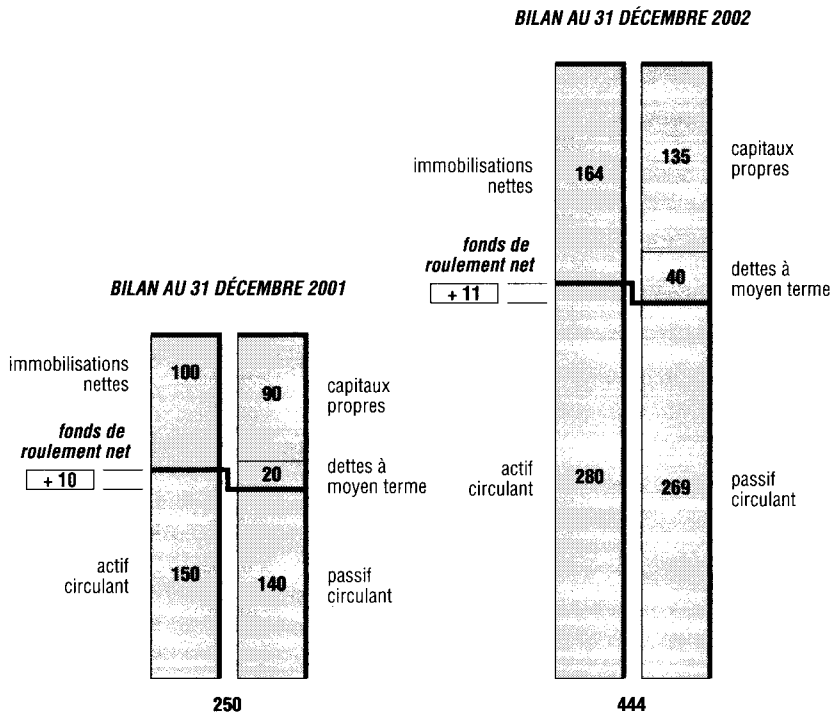 BILAN AU 31 DÉCEMBRE 2002
immobilisations
nettes
164
135
capitaux
propres
fonds de
roulement net
+ 11
40
dettes à
moyen terme
actif
circulant
280
269
passif
circulant
444
BILAN AU 31 DÉCEMBRE 2001
immobilisations
nettes
100
90
capitaux
propres
fonds de
roulement net
+ 10
20
dettes à
moyen terme
actif
circulant
150
140
passif
circulant
250